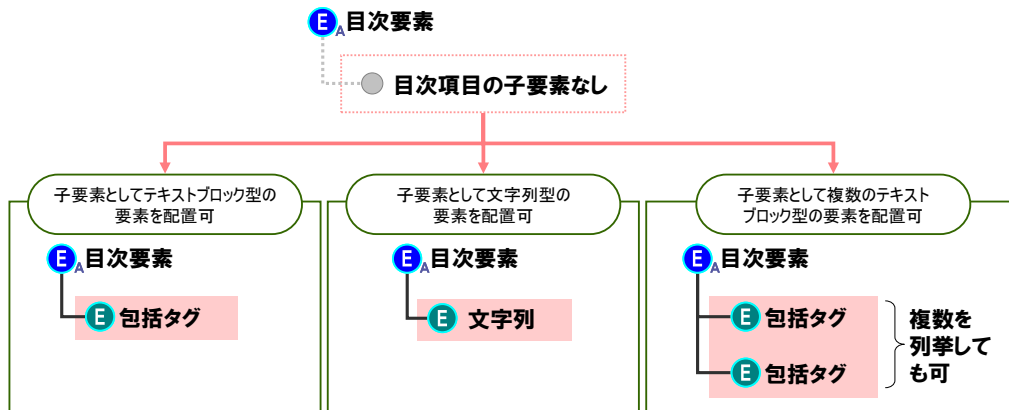 E A 目次要素
目次項目の子要素なし
子要素としてテキストブロック型の
要素を配置可
E A 目次要素
E 包括タグ
子要素として文字列型の
要素を配置可
E A 目次要素
E 文字列
子要素として複数のテキスト
ブロック型の要素を配置可
E A 目次要素
E 包括タグ
E 包括タグ
複数を
列挙して
も可